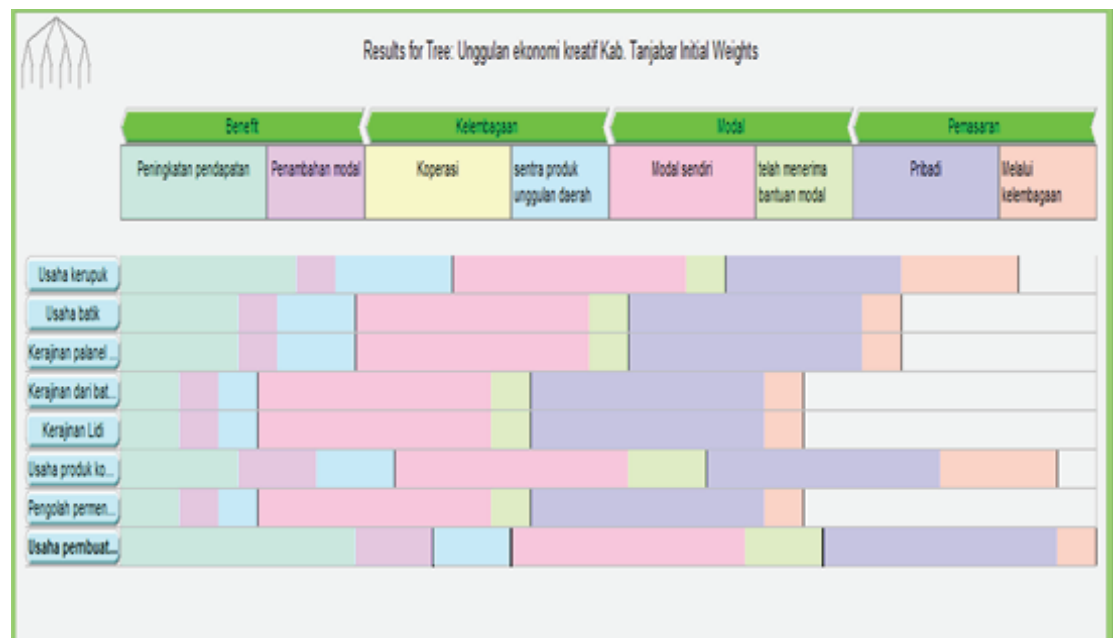 Results for Tree: Unggulan ekonomi kreatif Kab. Tanjabar Initial Weights
Benefit
Kelembagaan
Modal
Pemasaran
Peningkatan pendapatan
Penambahan modal
Koperasi
sentra produk
unggulan daerah
Modal sendiri
telah menerima
bantuan modal
Pribadi
Melalui
kelembagaan
Usaha kerupuk
Usaha batik
Kerajinan palanel ...
Kerajinan dari bat...
Kerajinan Lidi
Usaha produk ko...
Pengolah permen...
Usaha pembuat...